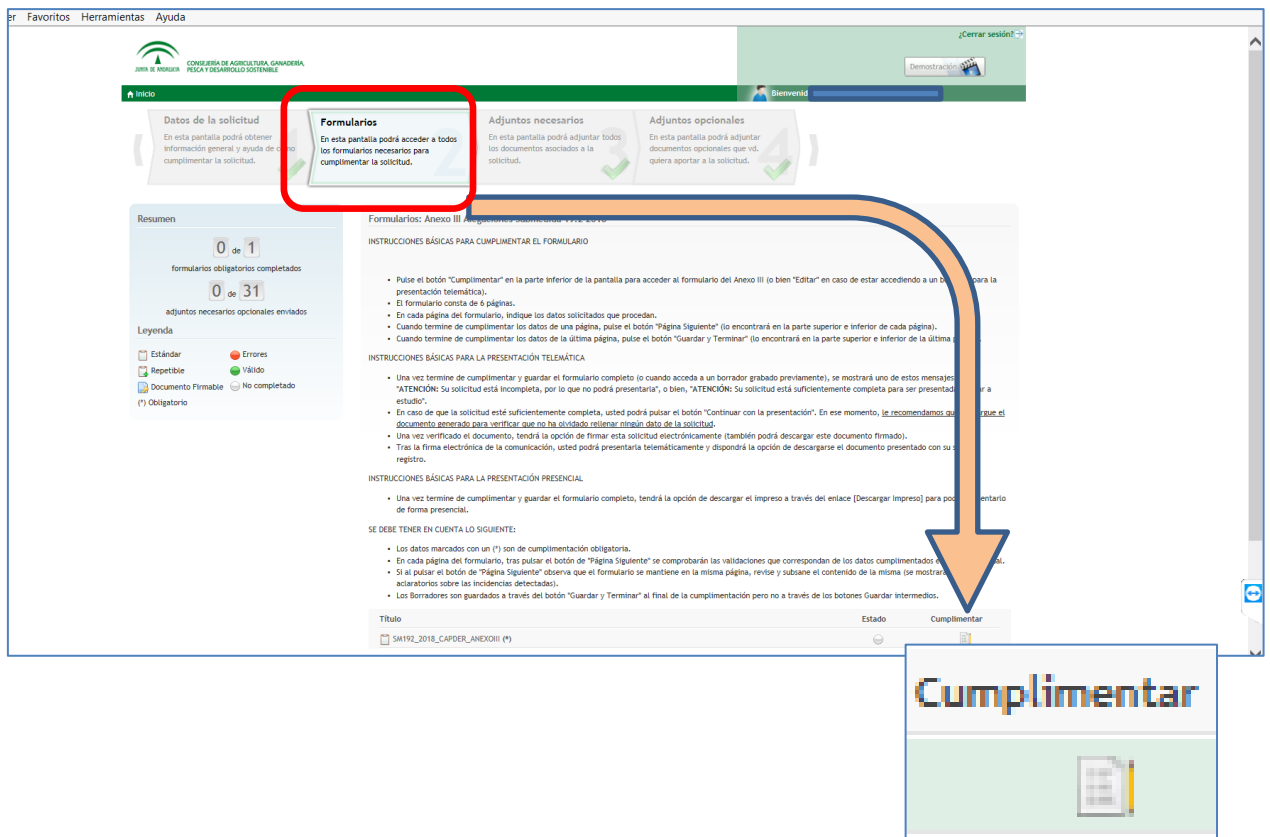 er Favoritos Herramientas Ayuda
¿Cerrar sesión?
JUNTA DE ANDALUCIA
CONSEJERÍA DE AGRICULTURA, GANADERÍA,
PESCA Y DESARROLLO SOSTENIBLE
Demostración
Inicio
Bienvenid
Datos de la solicitud
En esta pantalla podrá obtener
información general y ayuda de como
cumplimentar la solicitud.
1
Formularios
En esta pantalla podrá acceder a todos
los formularios necesarios para
cumplimentar la solicitud.
2
Adjuntos necesarios
En esta pantalla podrá adjuntar todos
los documentos asociados a la
solicitud.
3
Adjuntos opcionales
En esta pantalla podrá adjuntar
documentos opcionales que vd.
quiera aportar a la solicitud.
4
Resumen
0 de 1
formularios obligatorios completados
0 de 31
adjuntos necesarios opcionales enviados
Leyenda
Estándar
Errores
Repetible
Válido
Documento Firmable
No completado
(*) Obligatorio
Formularios: Anexo III Alegaciones Submedida 19.2 2018
INSTRUCCIONES BÁSICAS PARA CUMPLIMENTAR EL FORMULARIO
• Pulse el botón "Cumplimentar" en la parte inferior de la pantalla para acceder al formulario del Anexo III (o bien "Editar" en caso de estar accediendo a un para la
presentación telemática).
• El formulario consta de 6 páginas.
• En cada página del formulario, indique los datos solicitados que procedan.
• Cuando termine de cumplimentar los datos de una página, pulse el botón "Página Siguiente" (lo encontrará en la parte superior e inferior de cada página).
• Cuando termine de cumplimentar los datos de la última página, pulse el botón "Guardar y Terminar" (lo encontrará en la parte superior e inferior de la última
INSTRUCCIONES BÁSICAS PARA LA PRESENTACIÓN TELEMÁTICA
• Una vez termine de cumplimentar y guardar el formulario completo (o cuando acceda a un borrador grabado previamente), se mostrará uno de estos mensajes
"ATENCIÓN: Su solicitud está incompleta, por lo que no podrá presentarla", o bien, "ATENCIÓN: Su solicitud está suficientemente completa para ser presentada a
estudio".
• En caso de que la solicitud esté suficientemente completa, usted podrá pulsar el botón "Continuar con la presentación". En ese momento, le recomendamos el
documento generado para verificar que no ha olvidado rellenar ningún dato de la solicitud.
• Una vez verificado el documento, tendrá la opción de firmar esta solicitud electrónicamente (también podrá descargar este documento firmado).
• Tras la firma electrónica de la comunicación, usted podrá presentarla telemáticamente y dispondrá la opción de descargarse el documento presentado con su
registro.
INSTRUCCIONES BÁSICAS PARA LA PRESENTACIÓN PRESENCIAL
• Una vez termine de cumplimentar y guardar el formulario completo, tendrá la opción de descargar el impreso a través del enlace [Descargar Impreso] para
de forma presencial.
SE DEBE TENER EN CUENTA LO SIGUIENTE:
• Los datos marcados con un (*) son de cumplimentación obligatoria.
• En cada página del formulario, tras pulsar el botón de "Página Siguiente" se comprobarán las validaciones que correspondan de los datos cumplimentados
• Si al pulsar el botón de "Página Siguiente" observa que el formulario se mantiene en la misma página, revise y subsane el contenido de la misma (se
aclaratorios sobre las incidencias detectadas).
• Los Borradores son guardados a través del botón "Guardar y Terminar" al final de la cumplimentación pero no a través de los botones Guardar intermedios.
Título Estado Cumplimentar
SM192_2018_CAPDER_ANEXOIII (*)
Cumplimentar